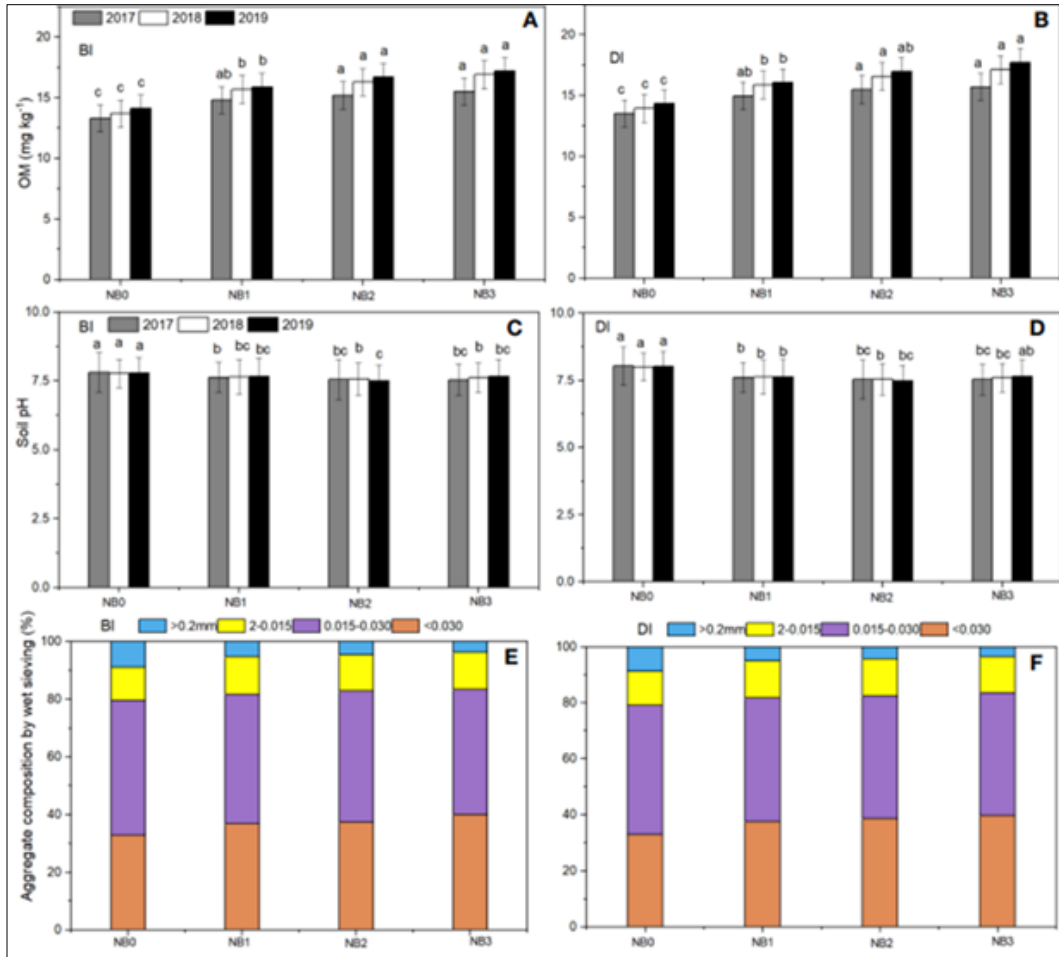 2017 2018 2019 A
BI
c c c ab b b a a a a a a
OM (mg kg-1)
20
15
10
5
0
NB0 NB1 NB2 NB3
B
DI
c c c ab b b a a ab a a a
20
15
10
5
0
NB0 NB1 NB2 NB3
BI 2017 2018 2019 C
a a a b bc bc bc b c bc b bc
Soil pH
10.0
7.5
5.0
2.5
0.0
NB0 NB1 NB2 NB3
DI D
a a a b b b bc b bc bc bc ab
10.0
7.5
5.0
2.5
0.0
NB0 NB1 NB2 NB3
BI >0.2mm 2-0.015 0.015-0.030 <0.030
E
Aggregate composition by wet sieving (%)
100
80
60
40
20
0
NB0 NB1 NB2 NB3
DI >0.2mm 2-0.015 0.015-0.030 <0.030
F
100
80
60
40
20
0
NB0 NB1 NB2 NB3